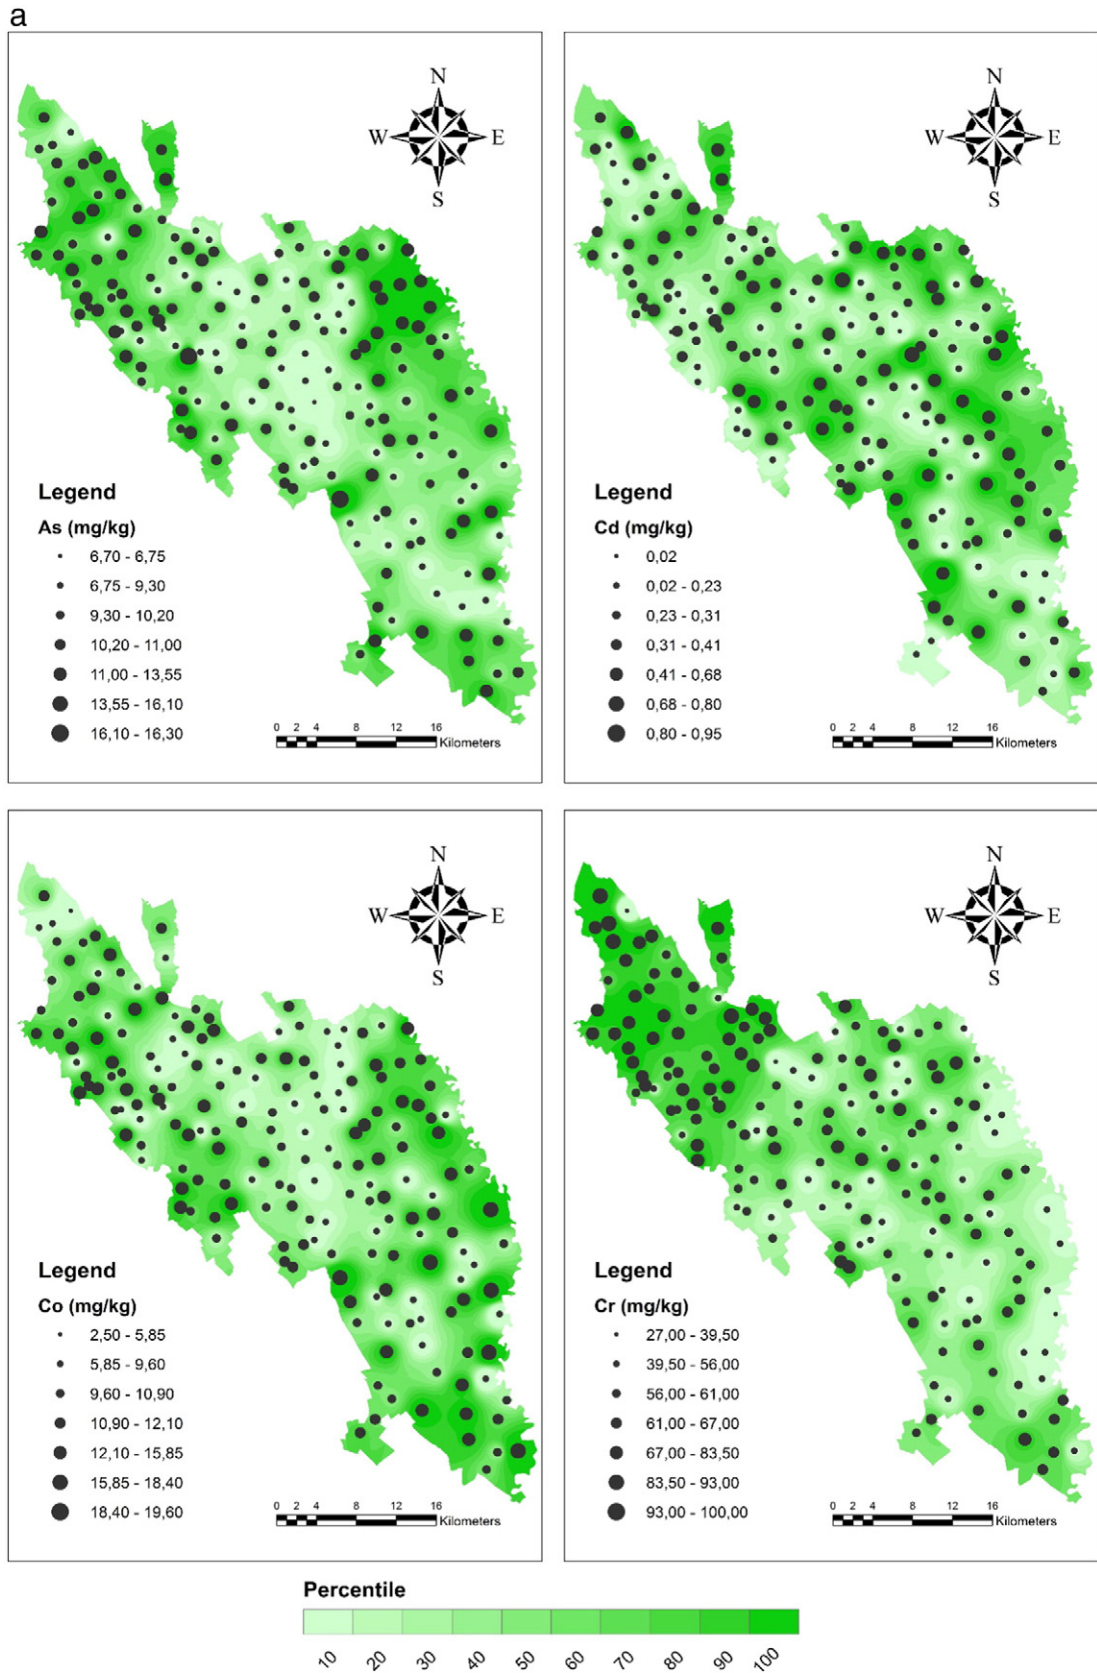 a
N
W E
S
Legend
As (mg/kg)
6,70 - 6,75
6,75 - 9,30
9,30 - 10,20
10,20 - 11,00
11,00 - 13,55
13,55 - 16,10
16,10 - 16,30
0 2 4 8 12 16
Kilometers
N
W E
S
Legend
Cd (mg/kg)
0,02
0,02 - 0,23
0,23 - 0,31
0,31 - 0,41
0,41 - 0,68
0,68 - 0,80
0,80 - 0,95
0 2 4 8 12 16
Kilometers
N
W E
S
Legend
Co (mg/kg)
2,50 - 5,85
5,85 - 9,60
9,60 - 10,90
10,90 - 12,10
12,10 - 15,85
15,85 - 18,40
18,40 - 19,60
0 2 4 8 12 16
Kilometers
N
W E
S
Legend
Cr (mg/kg)
27,00 - 39,50
39,50 - 56,00
56,00 - 61,00
61,00 - 67,00
67,00 - 83,50
83,50 - 93,00
93,00 - 100,00
0 2 4 8 12 16
Kilometers
Percentile
10 20 30 40 50 60 70 80 90 100